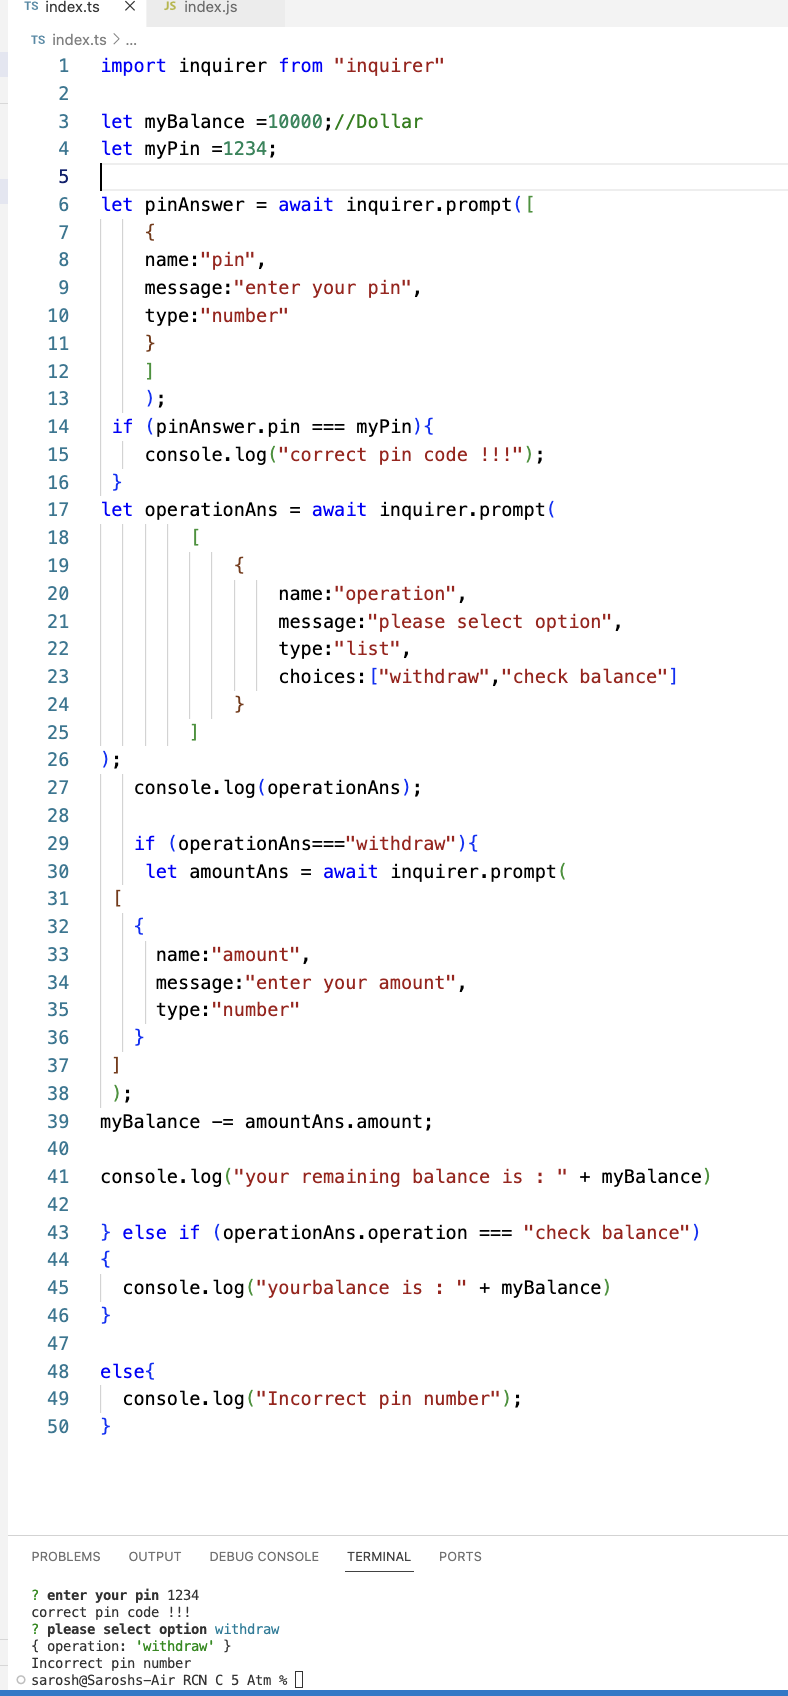 TS index.ts × JS index.js
TS index.ts > ...
1 import inquirer from "inquirer"
2
3 let myBalance =10000;//Dollar
4 let myPin =1234;
5
6 let pinAnswer = await inquirer.prompt([
7 {
8 name:"pin",
9 message:"enter your pin",
10 type:"number"
11 }
12 ]
13 );
14 if (pinAnswer.pin === myPin){
15 console.log("correct pin code !!!");
16 }
17 let operationAns = await inquirer.prompt(
18 [
19 {
20 name:"operation",
21 message:"please select option",
22 type:"list",
23 choices:["withdraw","check balance"]
24 }
25 ]
26 );
27 console.log(operationAns);
28
29 if (operationAns==="withdraw"){
30 let amountAns = await inquirer.prompt(
31 [
32 {
33 name:"amount",
34 message:"enter your amount",
35 type:"number"
36 }
37 ]
38 );
39 myBalance -= amountAns.amount;
40
41 console.log("your remaining balance is : " + myBalance)
42
43 } else if (operationAns.operation === "check balance")
44 {
45 console.log("yourbalance is : " + myBalance)
46 }
47
48 else{
49 console.log("Incorrect pin number");
50 }
PROBLEMS OUTPUT DEBUG CONSOLE TERMINAL PORTS
? enter your pin 1234
correct pin code !!!
? please select option withdraw
{ operation: 'withdraw' }
Incorrect pin number
sarosh@Saroshs-Air RCN C 5 Atm %